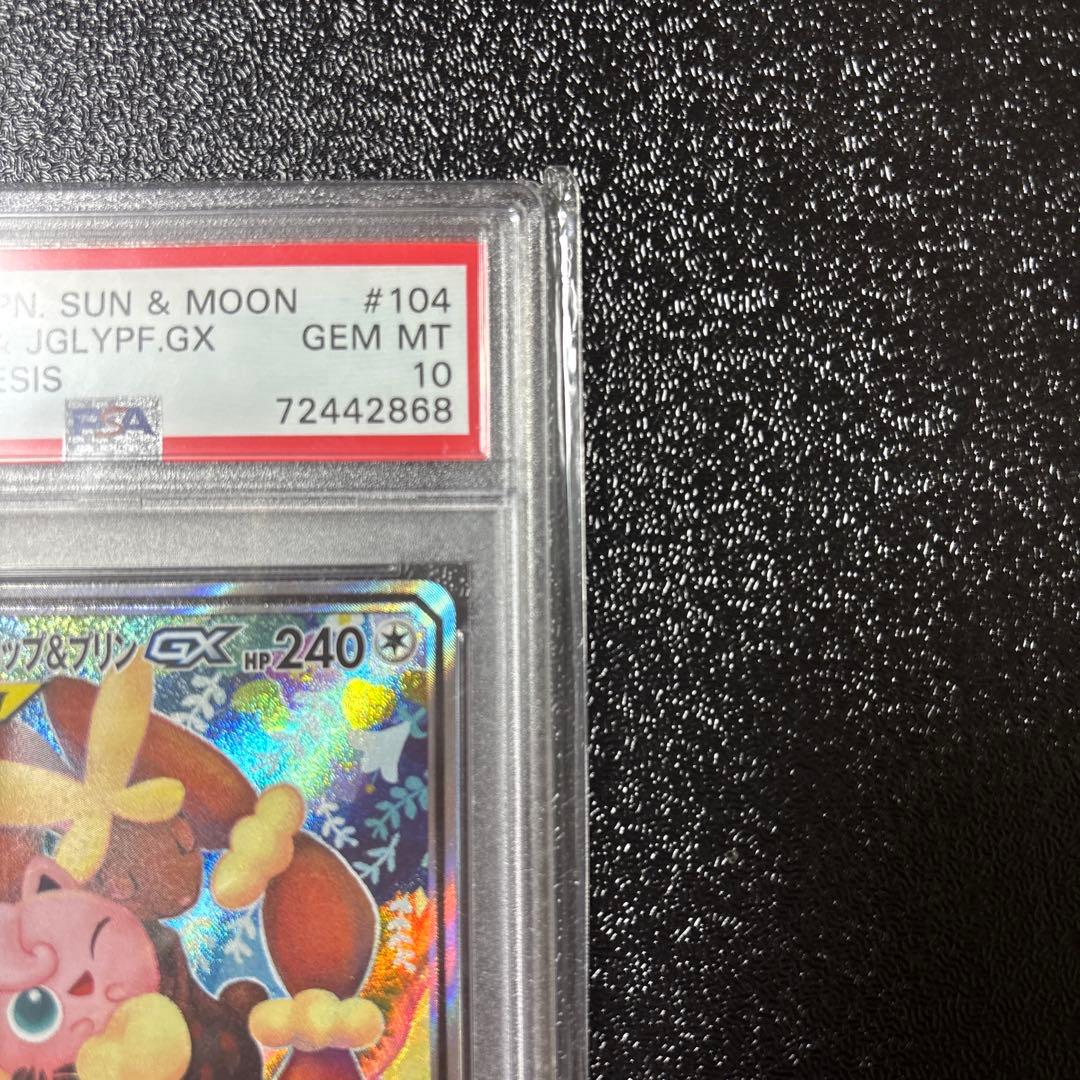 PN. SUN & MOON #104
& JGLYPF.GX GEM MT
ESIS 10
PSA 72442868
ップ&プリン GX HP 240